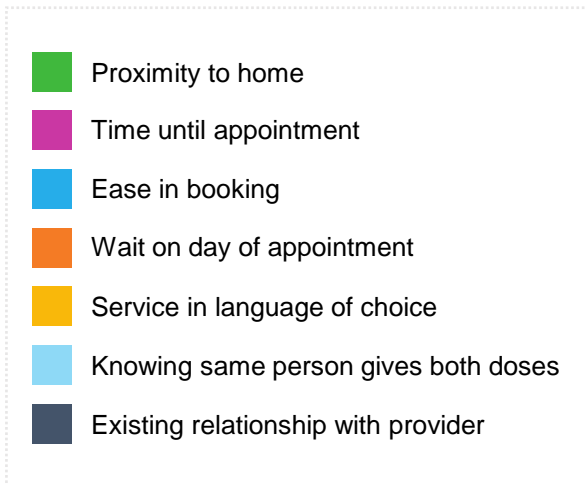 Proximity to home
Time until appointment
Ease in booking
Wait on day of appointment
Service in language of choice
Knowing same person gives both doses
Existing relationship with provider